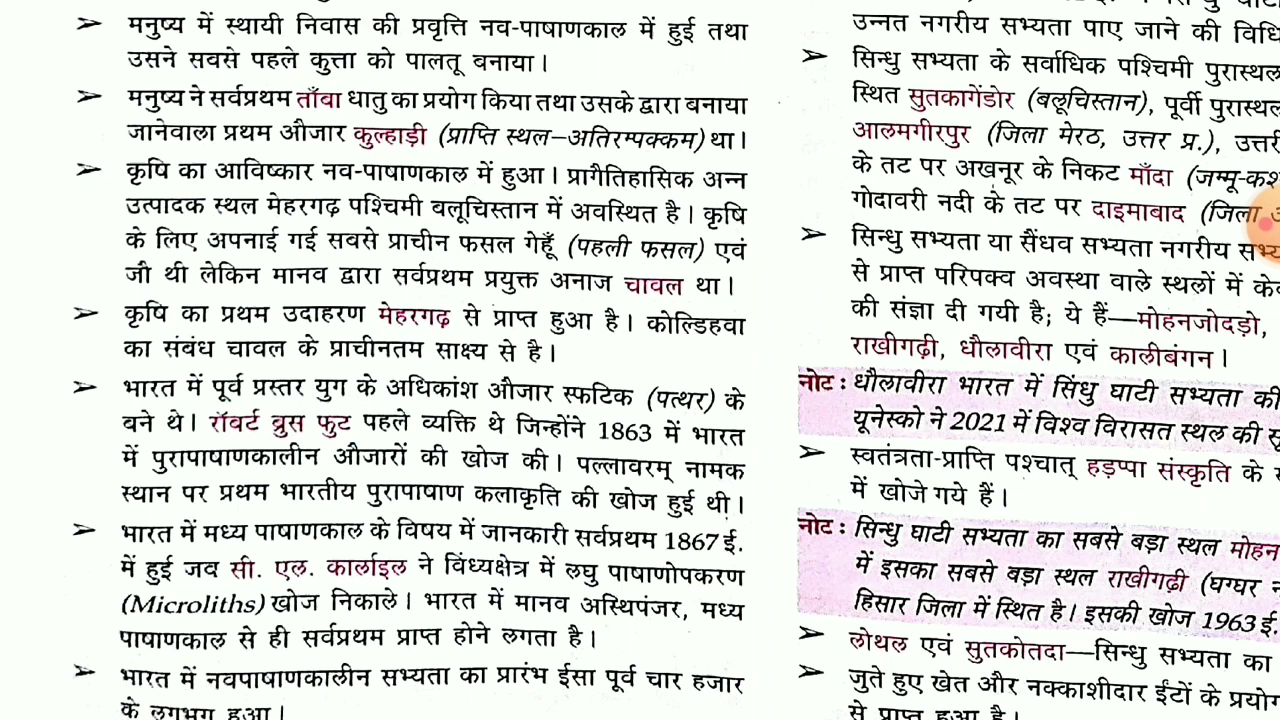 ➢ मनुष्य में स्थायी निवास की प्रवृत्ति नव-पाषाणकाल में हुई तथा
उसने सबसे पहले कुत्ता को पालतू बनाया।
➢ मनुष्य ने सर्वप्रथम ताँबा धातु का प्रयोग किया तथा उसके द्वारा बनाया
जानेवाला प्रथम औजार कुल्हाड़ी (प्राप्ति स्थल–अतिरम्पक्कम) था।
➢ कृषि का आविष्कार नव-पाषाणकाल में हुआ। प्रागैतिहासिक अन्न
उत्पादक स्थल मेहरगढ़ पश्चिमी बलूचिस्तान में अवस्थित है। कृषि
के लिए अपनाई गई सबसे प्राचीन फसल गेहूँ (पहली फसल) एवं
जौ थी लेकिन मानव द्वारा सर्वप्रथम प्रयुक्त अनाज चावल था।
➢ कृषि का प्रथम उदाहरण मेहरगढ़ से प्राप्त हुआ है। कोल्डिहवा
का संबंध चावल के प्राचीनतम साक्ष्य से है।
➢ भारत में पूर्व प्रस्तर युग के अधिकांश औजार स्फटिक (पत्थर) के
बने थे। रॉबर्ट ब्रुस फुट पहले व्यक्ति थे जिन्होंने 1863 में भारत
में पुरापाषाणकालीन औजारों की खोज की। पल्लावरम् नामक
स्थान पर प्रथम भारतीय पुरापाषाण कलाकृति की खोज हुई थी।
➢ भारत में मध्य पाषाणकाल के विषय में जानकारी सर्वप्रथम 1867 ई.
में हुई जब सी. एल. कार्लाइल ने विंध्यक्षेत्र में लघु पाषाणोपकरण
(Microliths) खोज निकाले। भारत में मानव अस्थिपंजर, मध्य
पाषाणकाल से ही सर्वप्रथम प्राप्त होने लगता है।
➢ भारत में नवपाषाणकालीन सभ्यता का प्रारंभ ईसा पूर्व चार हजार
के लगभग हुआ।
उन्नत नगरीय सभ्यता पाए जाने की विधि
➢ सिन्धु सभ्यता के सर्वाधिक पश्चिमी पुरास्थल
स्थित सुतकागेंडोर (बलूचिस्तान), पूर्वी पुरास्थल
आलमगीरपुर (जिला मेरठ, उत्तर प्र.), उत्तरी
के तट पर अखनूर के निकट माँदा (जम्मू-कश
गोदावरी नदी के तट पर दाइमाबाद (जिला
➢ सिन्धु सभ्यता या सैंधव सभ्यता नगरीय सभ्य
से प्राप्त परिपक्व अवस्था वाले स्थलों में केव
की संज्ञा दी गयी है; ये हैं—मोहनजोदड़ो,
राखीगढ़ी, धौलावीरा एवं कालीबंगन।
नोट : धौलावीरा भारत में सिंधु घाटी सभ्यता की
यूनेस्को ने 2021 में विश्व विरासत स्थल की सू
➢ स्वतंत्रता-प्राप्ति पश्चात् हड़प्पा संस्कृति के
में खोजे गये हैं।
नोट : सिन्धु घाटी सभ्यता का सबसे बड़ा स्थल मोहन
में इसका सबसे बड़ा स्थल राखीगढ़ी (घग्घर न
हिसार जिला में स्थित है। इसकी खोज 1963 ई.
➢ लोथल एवं सुतकोतदा—सिन्धु सभ्यता का
➢ जुते हुए खेत और नक्काशीदार ईंटों के प्रयोग
से प्राप्त हुआ है।